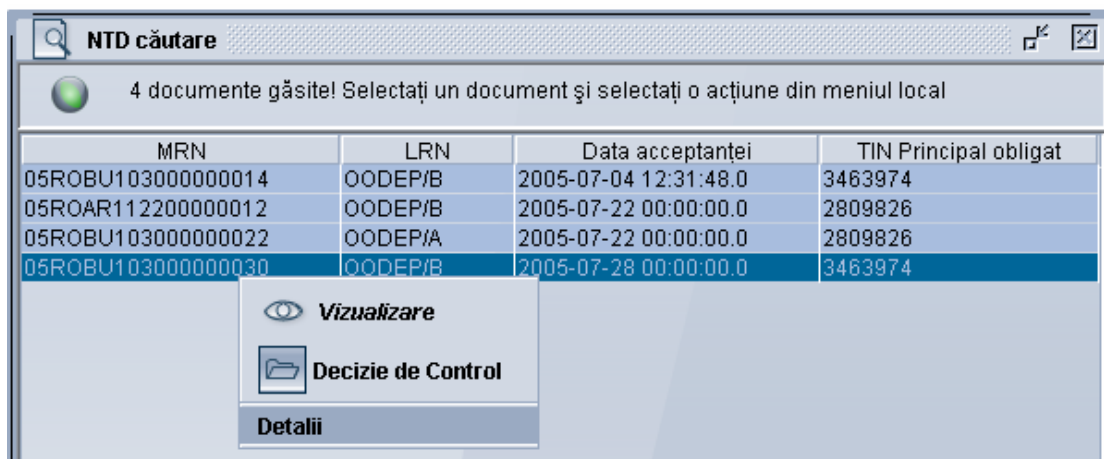 NTD căutare
4 documente găsite! Selectați un document și selectați o acțiune din meniul local
MRN LRN Data acceptanței TIN Principal obligat
05ROBU103000000014 OODEP/B 2005-07-04 12:31:48.0 3463974
05ROAR112200000012 OODEP/B 2005-07-22 00:00:00.0 2809826
05ROBU103000000022 OODEP/A 2005-07-22 00:00:00.0 2809826
05ROBU103000000030 OODEP/B 2005-07-28 00:00:00.0 3463974
Vizualizare
Decizie de Control
Detalii